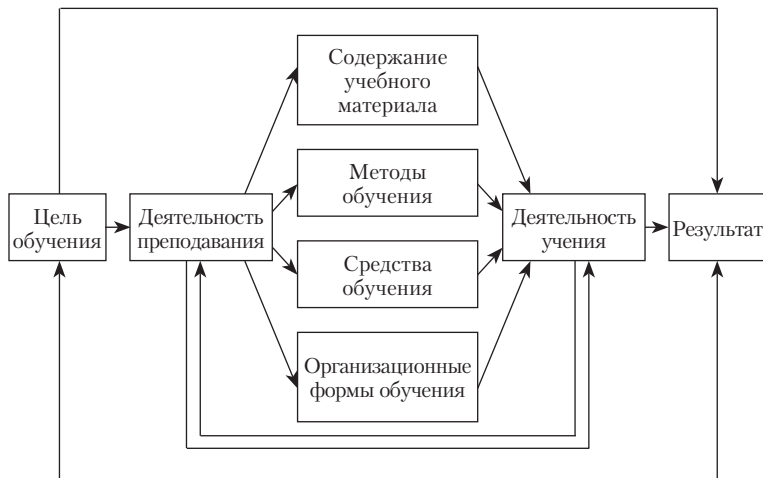 Содержание
учебного
материала
Цель
обучения
Деятельность
преподавания
Методы
обучения
Средства
обучения
Организационные
формы обучения
Деятельность
учения
Результат